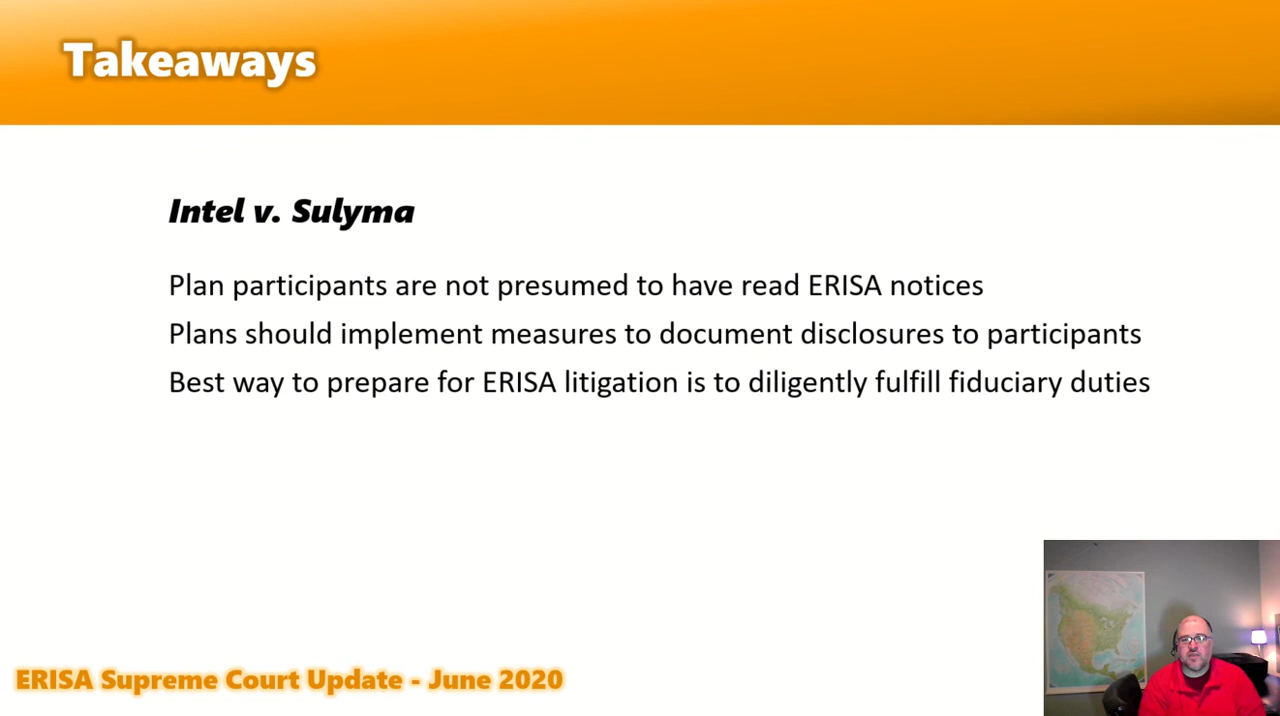 Takeaways
Intel v. Sulyma
Plan participants are not presumed to have read ERISA notices
Plans should implement measures to document disclosures to participants
Best way to prepare for ERISA litigation is to diligently fulfill fiduciary duties
ERISA Supreme Court Update - June 2020